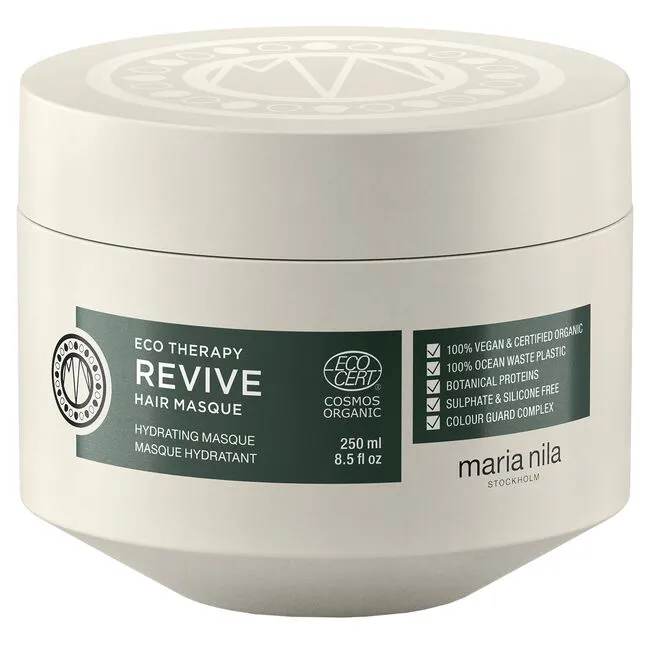 ECO THERAPY
REVIVE
HAIR MASQUE
HYDRATING MASQUE
MASQUE HYDRATANT
ECO
CERT
COSMOS
ORGANIC
250 ml
8.5 fl oz
100% VEGAN & CERTIFIED ORGANIC
100% OCEAN WASTE PLASTIC
BOTANICAL PROTEINS
SULPHATE & SILICONE FREE
COLOUR GUARD COMPLEX
maria nila
STOCKHOLM